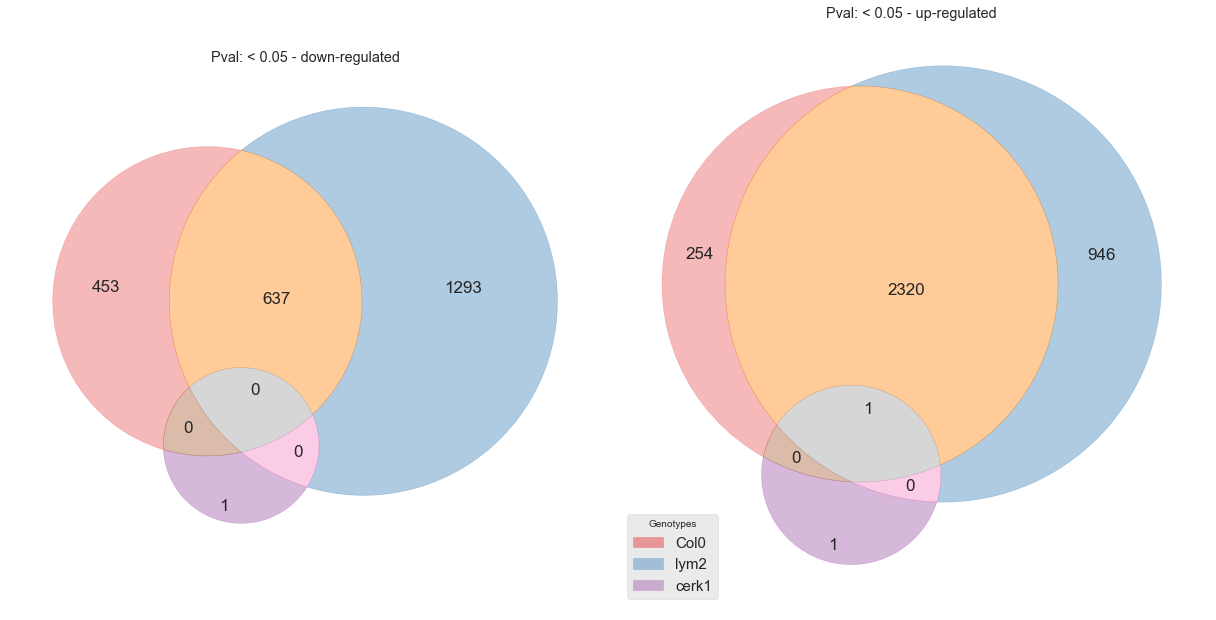 Pval: < 0.05 - down-regulated
453
637
1293
0
0
0
1
Pval: < 0.05 - up-regulated
254
2320
946
1
0
0
1
Genotypes
Col0
lym2
cerk1